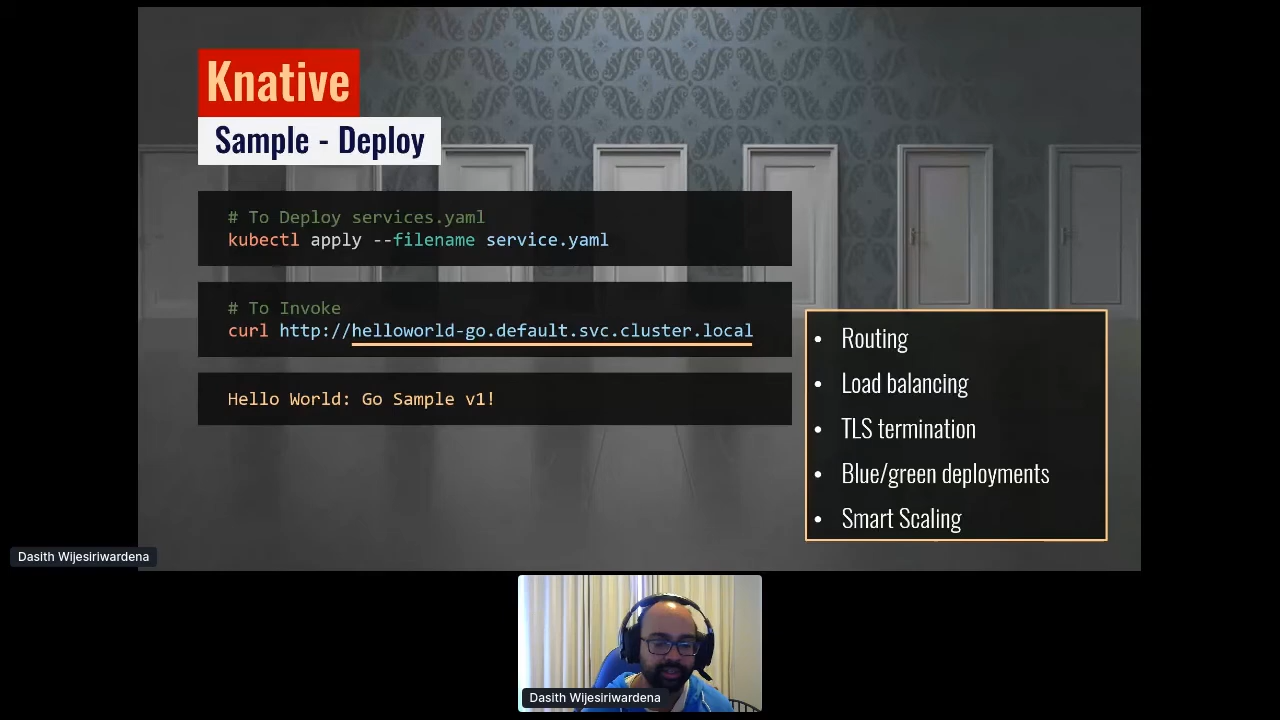 Knative
Sample - Deploy
# To Deploy services.yaml
kubectl apply --filename service.yaml
# To Invoke
curl http://helloworld-go.default.svc.cluster.local
Hello World: Go Sample v1!
• Routing
• Load balancing
• TLS termination
• Blue/green deployments
• Smart Scaling
Dasith Wijesiriwardena
Dasith Wijesiriwardena